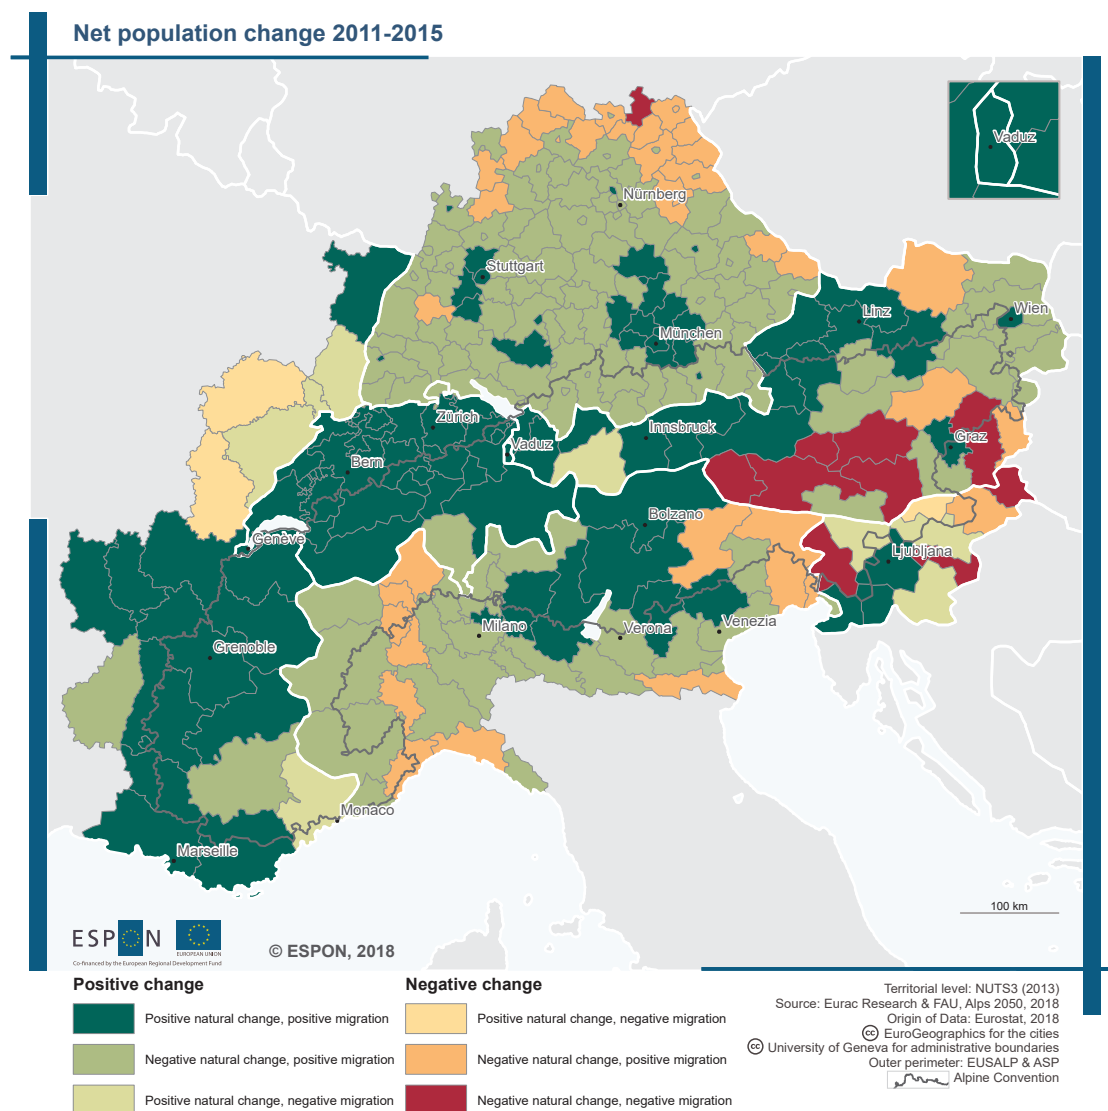 Net population change 2011-2015
Vaduz
Nürnberg
Stuttgart
Linz
Wien
München
Zürich
Innsbruck
Vaduz
Graz
Bern
Bolzano
Genève
Ljubljana
Milano
Verona
Venezia
Grenoble
Monaco
Marseille
100 km
ESPON
EUROPEAN UNION
Co-financed by the European Regional Development Fund
© ESPON, 2018
Positive change
Positive natural change, positive migration
Negative natural change, positive migration
Positive natural change, negative migration
Negative change
Positive natural change, negative migration
Negative natural change, positive migration
Negative natural change, negative migration
Territorial level: NUTS3 (2013)
Source: Eurac Research & FAU, Alps 2050, 2018
Origin of Data: Eurostat, 2018
cc EuroGeographics for the cities
cc University of Geneva for administrative boundaries
Outer perimeter: EUSALP & ASP
Alpine Convention